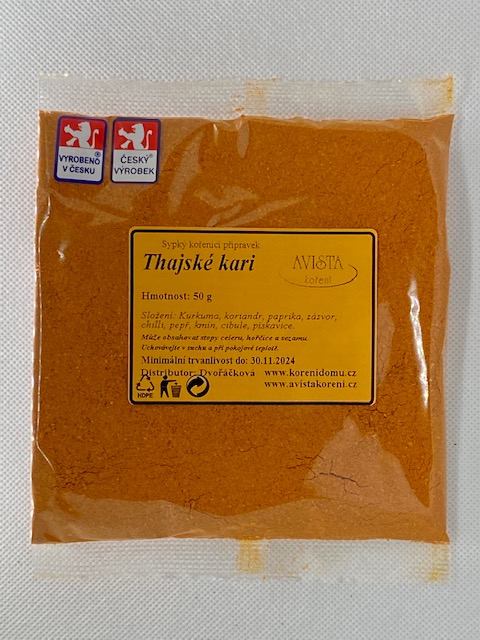 VYROBENO
V ČESKU
ČESKÝ
VÝROBEK
Sypký kořenící přípravek
Thajské kari
AVISTA
koření
Hmotnost: 50 g
Složení: Kurkuma, koriandr, paprika, zázvor,
chilli, pepř, kmín, cibule, pískavice.
Může obsahovat stopy celeru, hořčice a sezamu.
Uchovávejte v suchu a při pokojové teplotě.
Minimální trvanlivost do: 30.11.2024
Distributor: Dvořáčková www.korenidomu.cz
www.avistakoreni.cz
HDPE